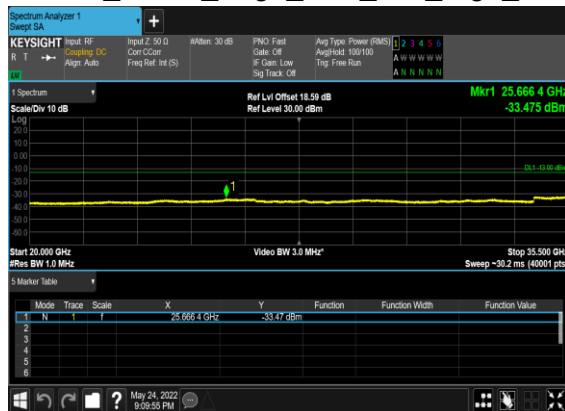 Spectrum Analyzer 1
Swept SA
+
KEYSIGHT Input: RF Input Z: 50 Ω #Atten: 30 dB PNO: Fast Avg Type: Power (RMS) 1 2 3 4 5 6
R T Coupling: DC Corr CCorr Gate: Off Avg|Hold: 100/100 A W W W W W
Align: Auto Freq Ref: Int (S) IF Gain: Low Trig: Free Run
Sig Track: Off A N N N N N
LW
1 Spectrum Ref Lvl Offset 18.59 dB Mkr1 25.666 4 GHz
Scale/Div 10 dB Ref Level 30.00 dBm -33.475 dBm
Log
20.0
10.0
0.00
-10.0 DL1 -13.00 dBm
-20.0 1
-30.0
-40.0
-50.0
-60.0
Start 20.000 GHz Video BW 3.0 MHz* Stop 35.500 GHz
#Res BW 1.0 MHz Sweep ~30.2 ms (40001 pts
5 Marker Table
Mode Trace Scale X Y Function Function Width Function Value
1 N 1 f 25.666 4 GHz -33.47 dBm
2
3
4
5
6
? May 24, 2022
9:09:55 PM